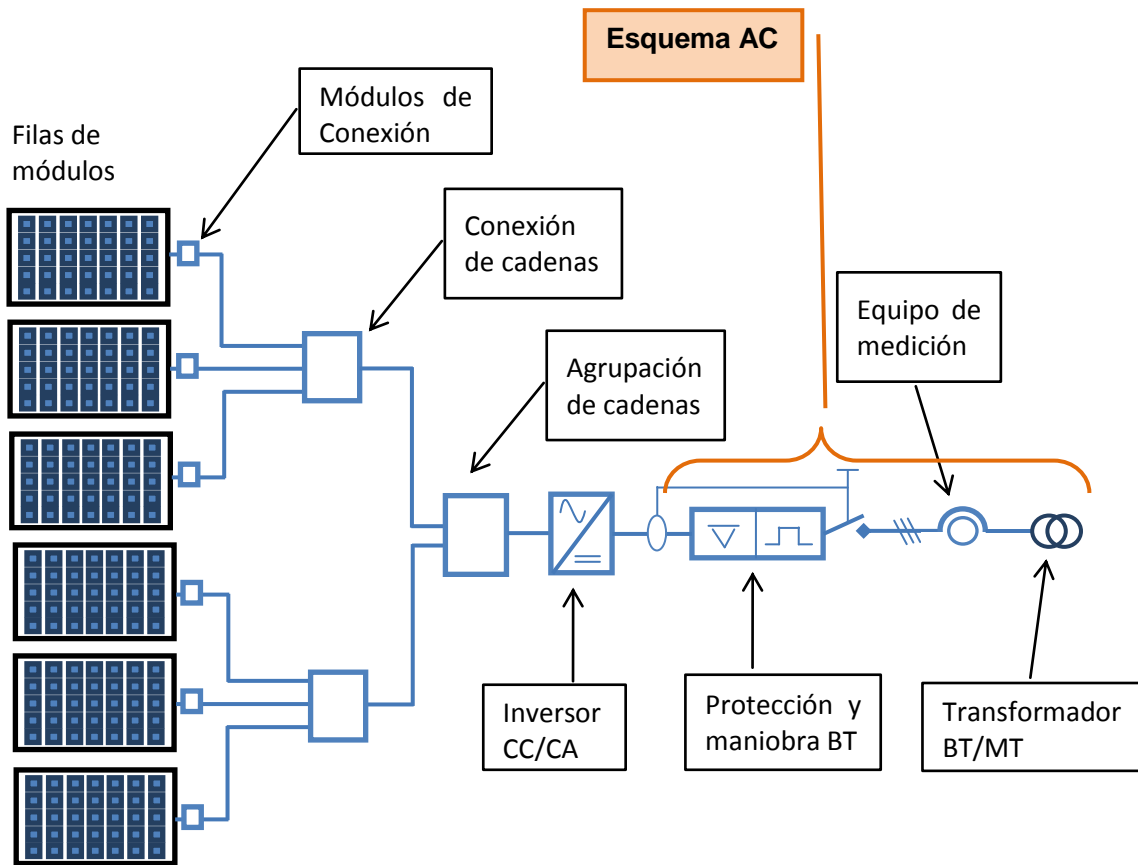 Esquema AC
Módulos de
Conexión
Filas de
módulos
Conexión
de cadenas
Equipo de
medición
Agrupación
de cadenas
Inversor
CC/CA
Protección y
maniobra BT
Transformador
BT/MT